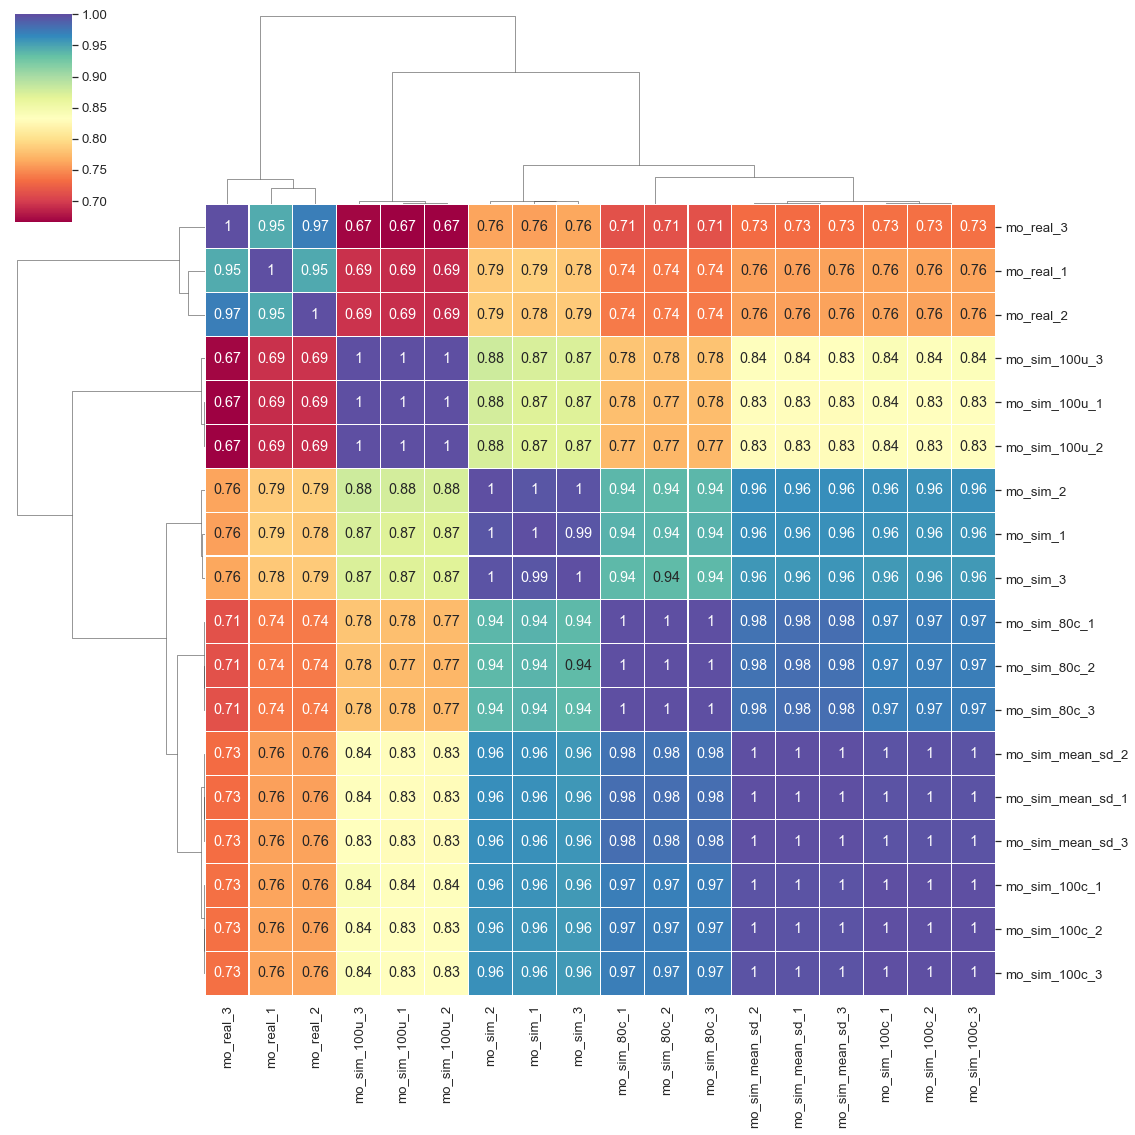 1.00
0.95
0.90
0.85
0.80
0.75
0.70
1 0.95 0.97 0.67 0.67 0.67 0.76 0.76 0.76 0.71 0.71 0.71 0.73 0.73 0.73 0.73 0.73 0.73 mo_real_3
0.95 1 0.95 0.69 0.69 0.69 0.79 0.79 0.78 0.74 0.74 0.74 0.76 0.76 0.76 0.76 0.76 0.76 mo_real_1
0.97 0.95 1 0.69 0.69 0.69 0.79 0.78 0.79 0.74 0.74 0.74 0.76 0.76 0.76 0.76 0.76 0.76 mo_real_2
0.67 0.69 0.69 1 1 1 0.88 0.87 0.87 0.78 0.78 0.78 0.84 0.84 0.83 0.84 0.84 0.84 mo_sim_100u_3
0.67 0.69 0.69 1 1 1 0.88 0.87 0.87 0.78 0.77 0.78 0.83 0.83 0.83 0.84 0.83 0.83 mo_sim_100u_1
0.67 0.69 0.69 1 1 1 0.88 0.87 0.87 0.77 0.77 0.77 0.83 0.83 0.83 0.84 0.83 0.83 mo_sim_100u_2
0.76 0.79 0.79 0.88 0.88 0.88 1 1 1 0.94 0.94 0.94 0.96 0.96 0.96 0.96 0.96 0.96 mo_sim_2
0.76 0.79 0.78 0.87 0.87 0.87 1 1 0.99 0.94 0.94 0.94 0.96 0.96 0.96 0.96 0.96 0.96 mo_sim_1
0.76 0.78 0.79 0.87 0.87 0.87 1 0.99 1 0.94 0.94 0.94 0.96 0.96 0.96 0.96 0.96 0.96 mo_sim_3
0.71 0.74 0.74 0.78 0.78 0.77 0.94 0.94 0.94 1 1 1 0.98 0.98 0.98 0.97 0.97 0.97 mo_sim_80c_1
0.71 0.74 0.74 0.78 0.77 0.77 0.94 0.94 0.94 1 1 1 0.98 0.98 0.98 0.97 0.97 0.97 mo_sim_80c_2
0.71 0.74 0.74 0.78 0.78 0.77 0.94 0.94 0.94 1 1 1 0.98 0.98 0.98 0.97 0.97 0.97 mo_sim_80c_3
0.73 0.76 0.76 0.84 0.83 0.83 0.96 0.96 0.96 0.98 0.98 0.98 1 1 1 1 1 1 mo_sim_mean_sd_2
0.73 0.76 0.76 0.84 0.83 0.83 0.96 0.96 0.96 0.98 0.98 0.98 1 1 1 1 1 1 mo_sim_mean_sd_1
0.73 0.76 0.76 0.83 0.83 0.83 0.96 0.96 0.96 0.98 0.98 0.98 1 1 1 1 1 1 mo_sim_mean_sd_3
0.73 0.76 0.76 0.84 0.84 0.84 0.96 0.96 0.96 0.97 0.97 0.97 1 1 1 1 1 1 mo_sim_100c_1
0.73 0.76 0.76 0.84 0.83 0.83 0.96 0.96 0.96 0.97 0.97 0.97 1 1 1 1 1 1 mo_sim_100c_2
0.73 0.76 0.76 0.84 0.83 0.83 0.96 0.96 0.96 0.97 0.97 0.97 1 1 1 1 1 1 mo_sim_100c_3
mo_real_3
mo_real_1
mo_real_2
mo_sim_100u_3
mo_sim_100u_1
mo_sim_100u_2
mo_sim_2
mo_sim_1
mo_sim_3
mo_sim_80c_1
mo_sim_80c_2
mo_sim_80c_3
mo_sim_mean_sd_2
mo_sim_mean_sd_1
mo_sim_mean_sd_3
mo_sim_100c_1
mo_sim_100c_2
mo_sim_100c_3